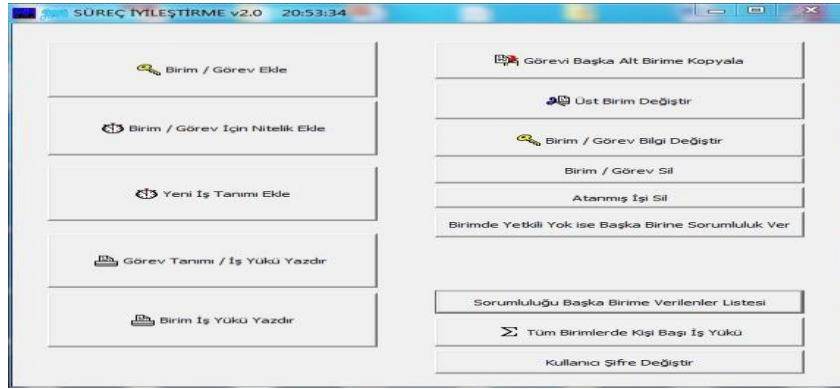 SÜREÇ İYİLEŞTİRME v2.0 20:53:34
Birim / Görev Ekle
Birim / Görev İçin Nitelik Ekle
Yeni İş Tanımı Ekle
Görev Tanımı / İş Yükü Yazdır
Birim İş Yükü Yazdır
Görevi Başka Alt Birime Kopyala
Üst Birim Değiştir
Birim / Görev Bilgi Değiştir
Birim / Görev Sil
Atanmış İşi Sil
Birimde Yetkili Yok ise Başka Birine Sorumluluk Ver
Sorumluluğu Başka Birime Verilenler Listesi
Σ Tüm Birimlerde Kişi Başı İş Yükü
Kullanıcı Şifre Değiştir